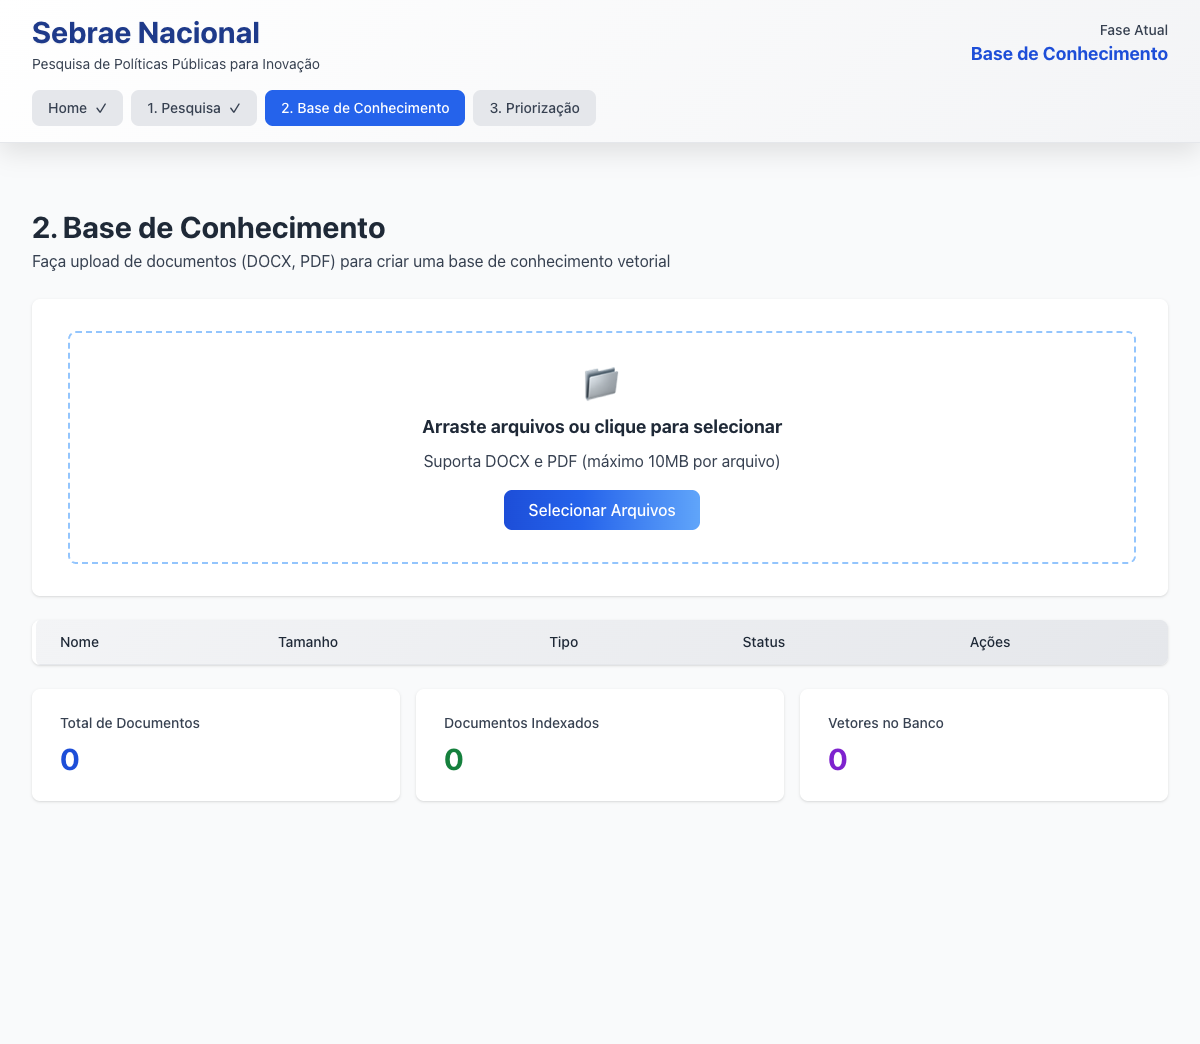 Sebrae Nacional
Pesquisa de Políticas Públicas para Inovação
Fase Atual
Base de Conhecimento
Home ✓
1. Pesquisa ✓
2. Base de Conhecimento
3. Priorização
2. Base de Conhecimento
Faça upload de documentos (DOCX, PDF) para criar uma base de conhecimento vetorial
Arraste arquivos ou clique para selecionar
Suporta DOCX e PDF (máximo 10MB por arquivo)
Selecionar Arquivos
Nome Tamanho Tipo Status Ações
Total de Documentos
0
Documentos Indexados
0
Vetores no Banco
0